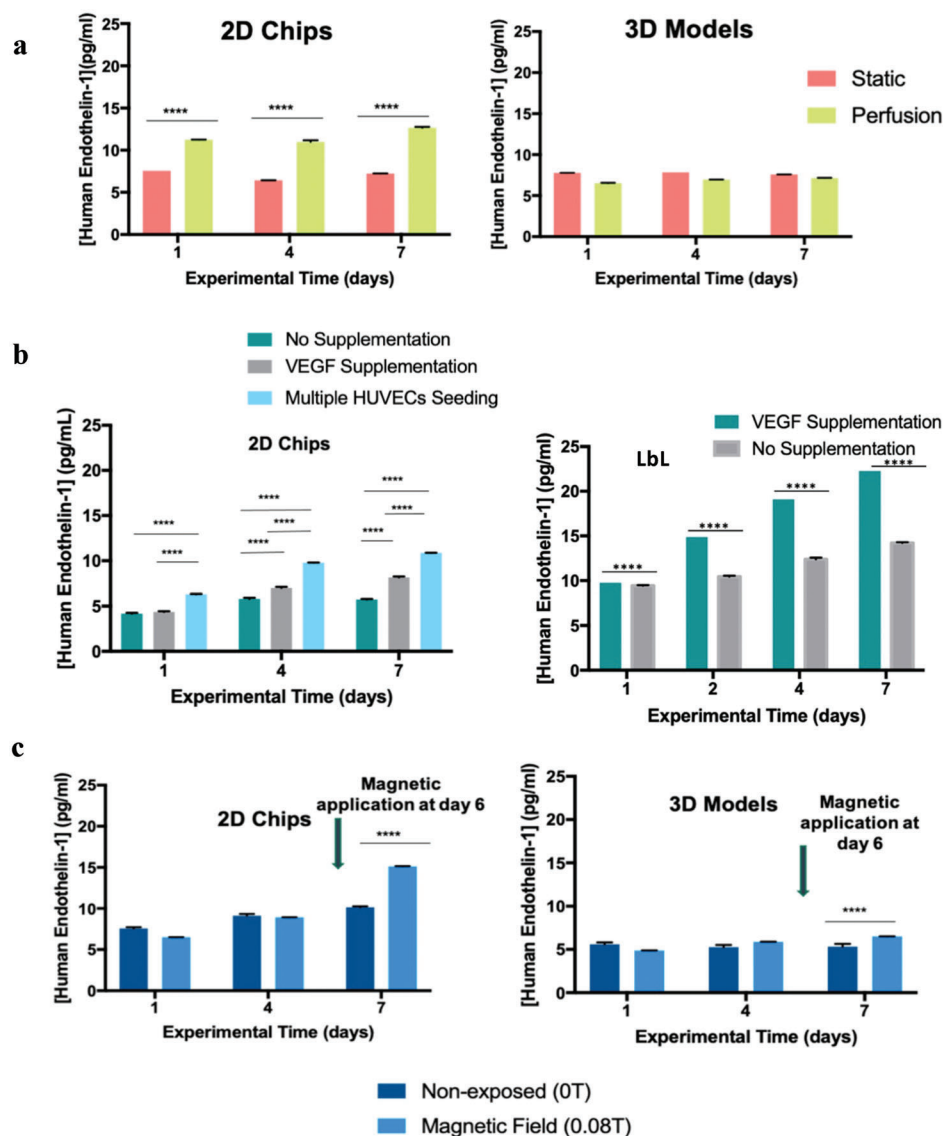 a
2D Chips
[Human Endothelin-1](pg/ml)
25
20
15
10
5
0
**** **** ****
1 4 7
Experimental Time (days)
3D Models
[Human Endothelin-1] (pg/ml)
25
20
15
10
5
0
1 4 7
Experimental Time (days)
Static
Perfusion
b
No Supplementation
VEGF Supplementation
Multiple HUVECs Seeding
2D Chips
[Human Endothelin-1] (pg/mL)
25
20
15
10
5
0
****
****
****
****
****
****
****
****
1 4 7
Experimental Time (days)
VEGF Supplementation
No Supplementation
LbL
[Human Endothelin-1] (pg/ml)
25
20
15
10
5
0
**** **** **** ****
1 2 4 7
Experimental Time (days)
c
[Human Endothelin-1] (pg/ml)
25
20
15
10
5
0
2D Chips
Magnetic
application at day 6
****
1 4 7
Experimental Time (days)
[Human Endothelin-1] (pg/ml)
25
20
15
10
5
0
3D Models
Magnetic
application at
day 6
****
1 4 7
Experimental Time (days)
Non-exposed (0T)
Magnetic Field (0.08T)